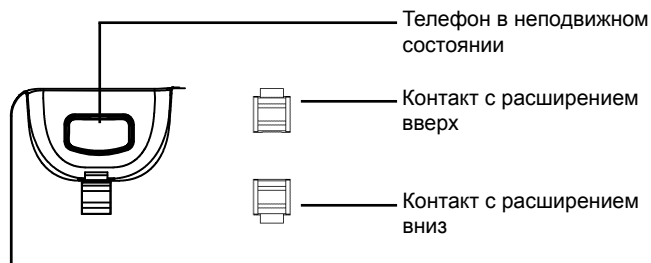 Телефон в неподвижном
состоянии
Контакт с расширением
вверх
Контакт с расширением
вниз